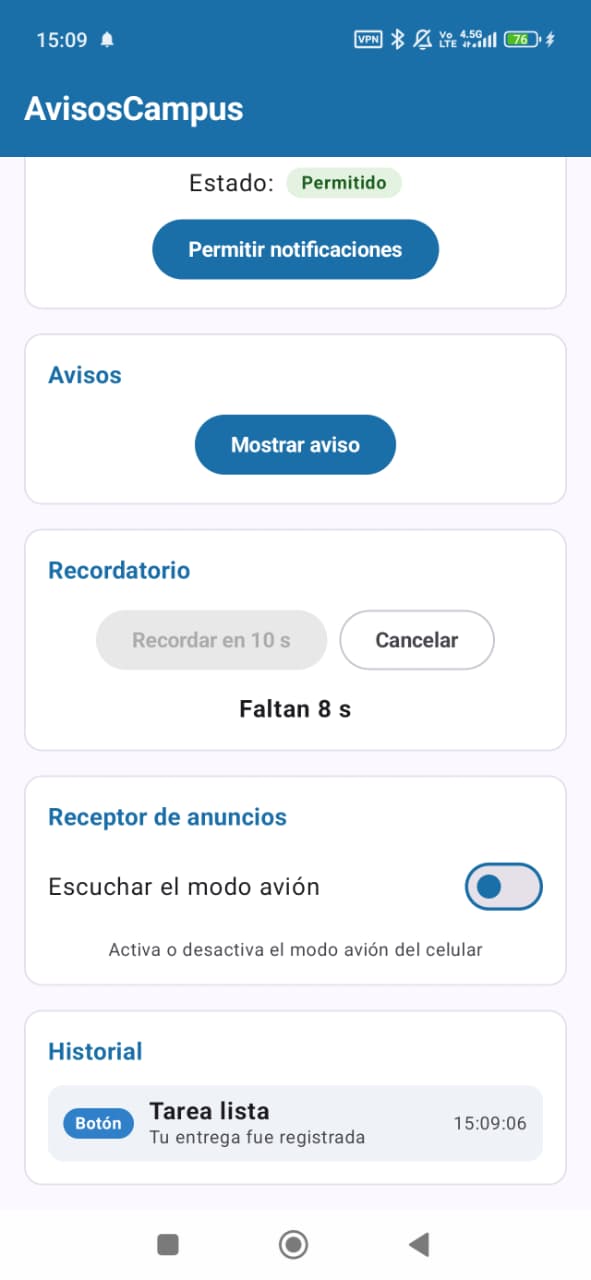 15:09
VPN Vo LTE 4.5G 76
AvisosCampus
Estado: Permitido
Permitir notificaciones
Avisos
Mostrar aviso
Recordatorio
Recordar en 10 s Cancelar
Faltan 8 s
Receptor de anuncios
Escuchar el modo avión
Activa o desactiva el modo avión del celular
Historial
Botón Tarea lista 15:09:06
Tu entrega fue registrada